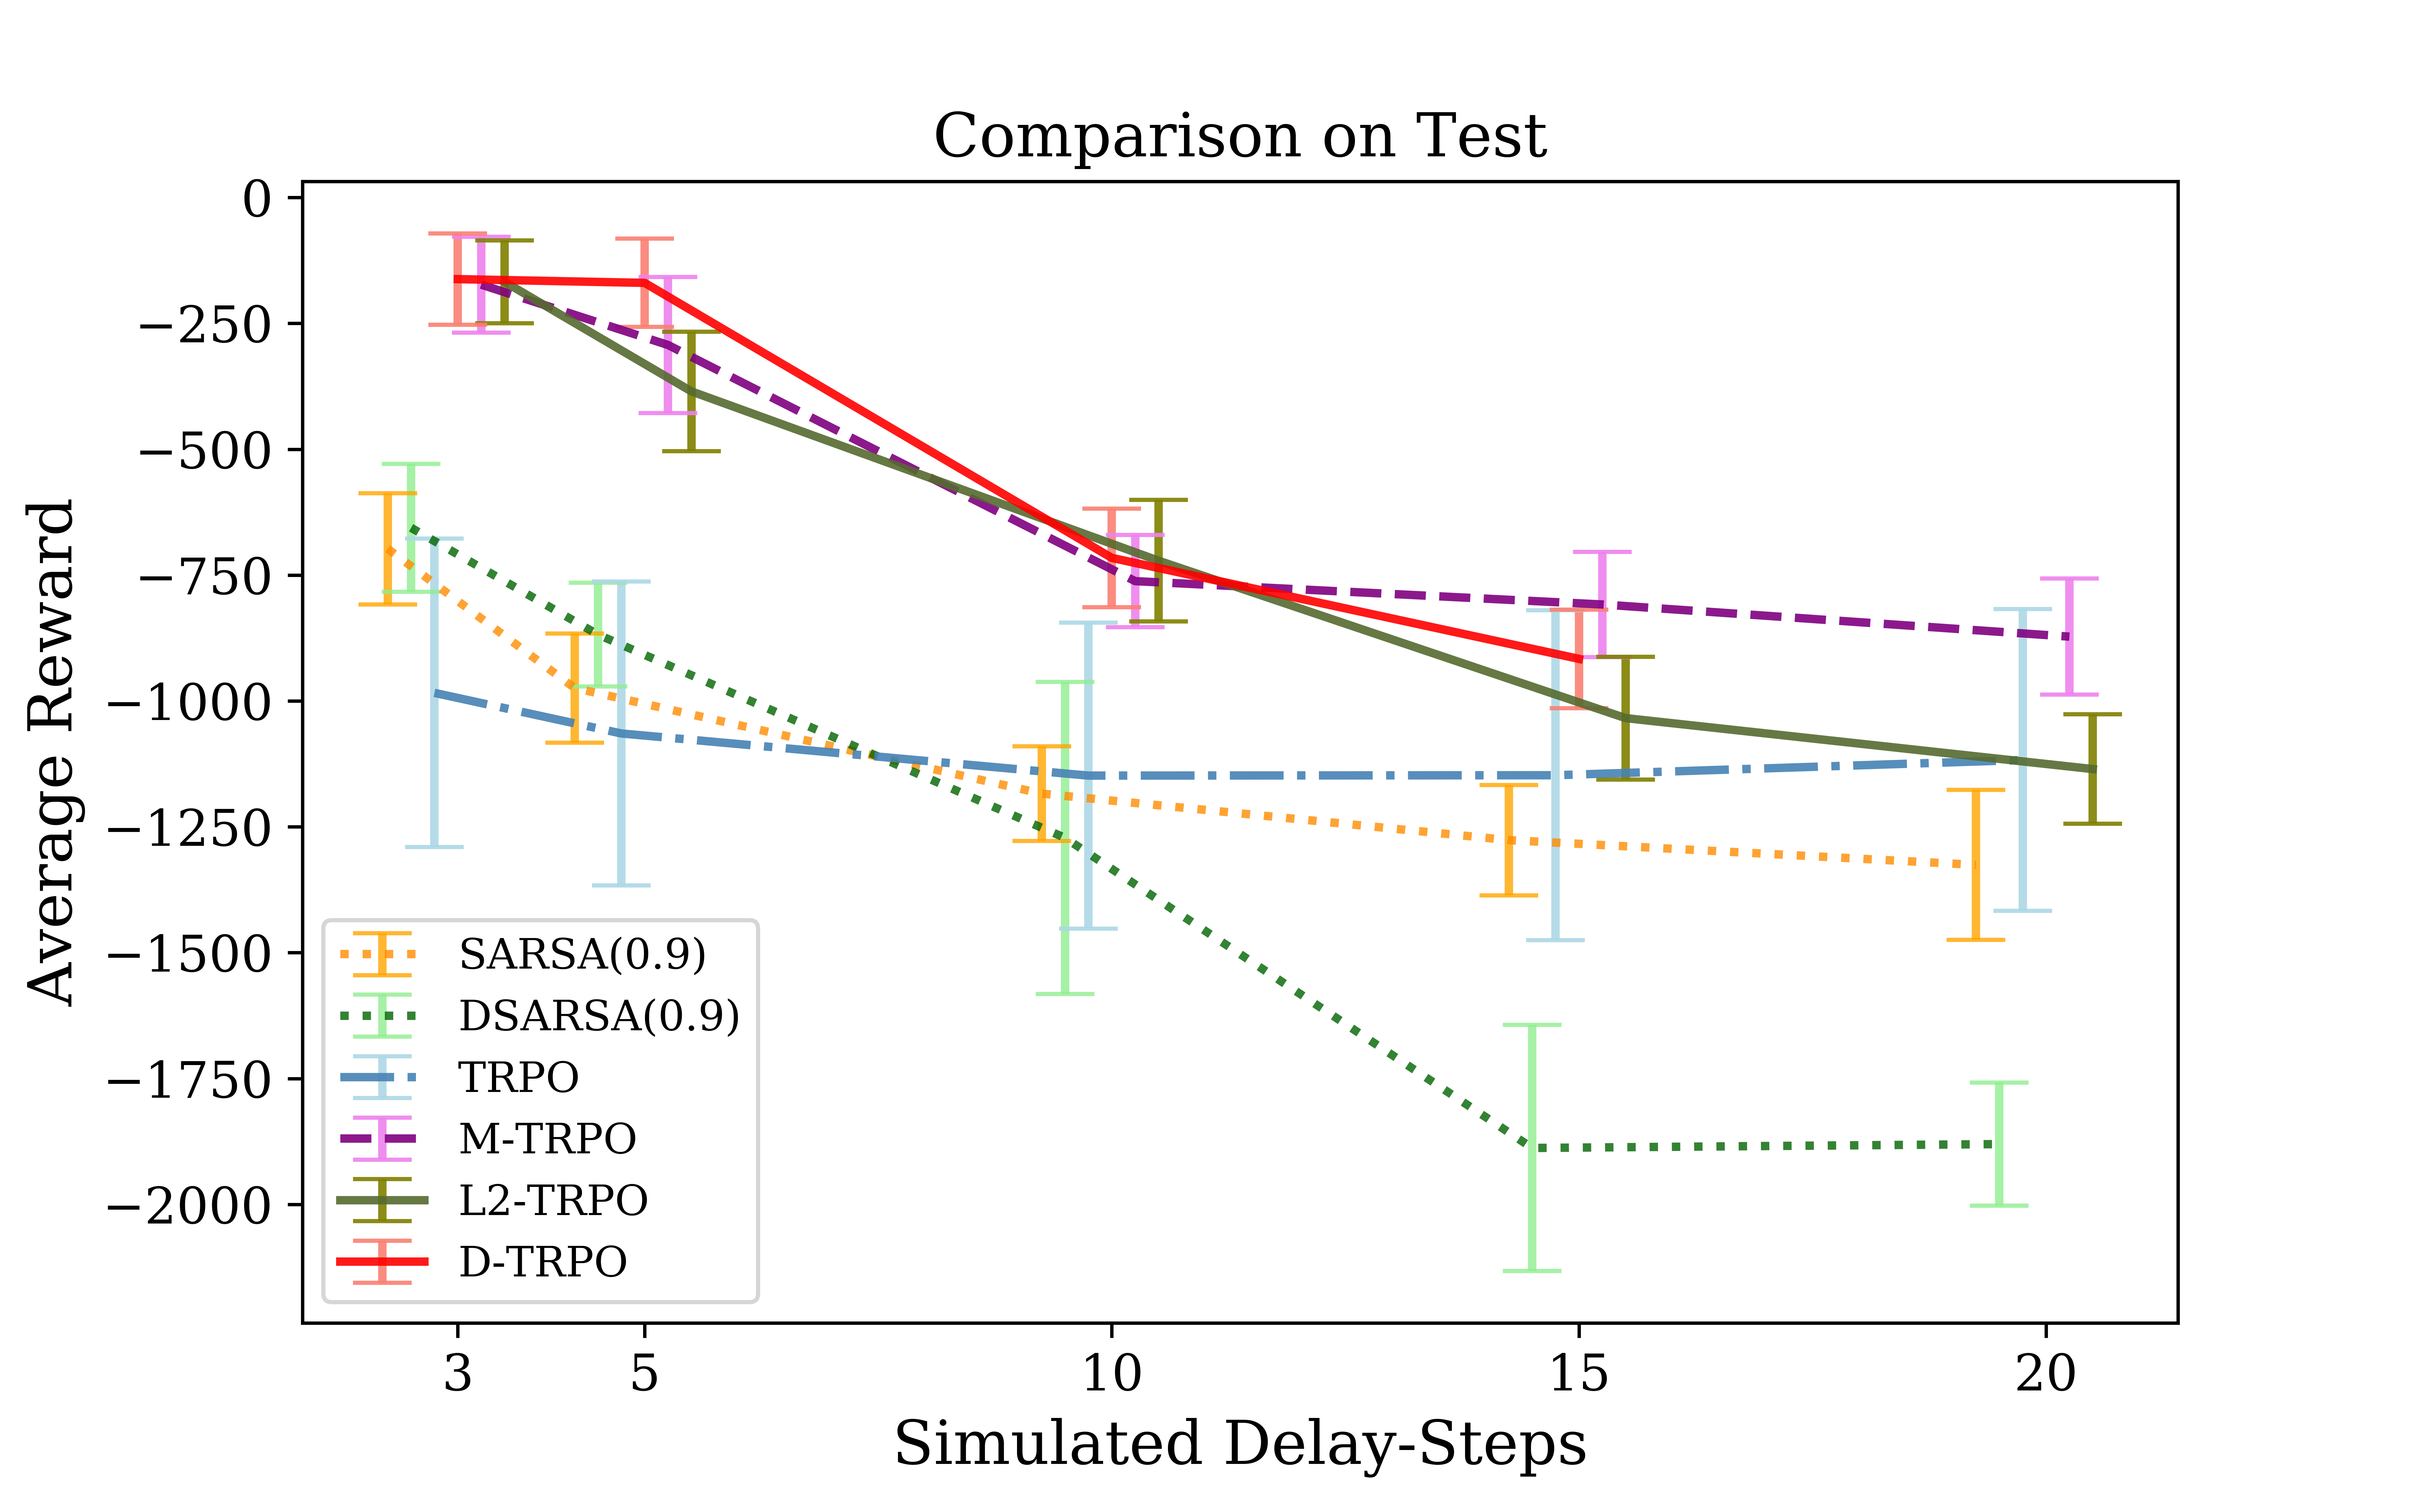 Comparison on Test
Average Reward
0
−250
−500
−750
−1000
−1250
−1500
−1750
−2000
SARSA(0.9)
DSARSA(0.9)
TRPO
M-TRPO
L2-TRPO
D-TRPO
3 5 10 15 20
Simulated Delay-Steps